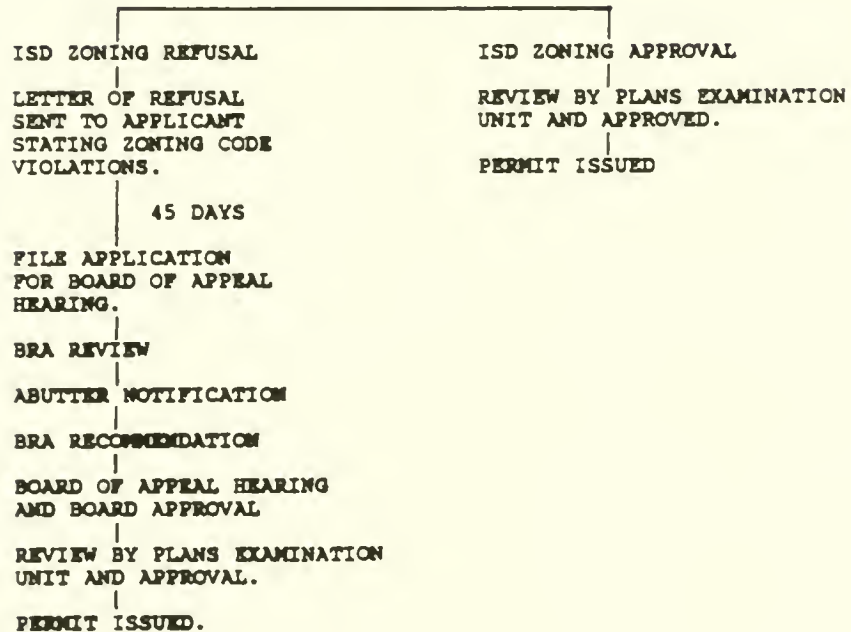 ISD ZONING REFUSAL
LETTER OF REFUSAL
SENT TO APPLICANT
STATING ZONING CODE
VIOLATIONS.
45 DAYS
FILE APPLICATION
FOR BOARD OF APPEAL
HEARING.
BRA REVIEW
ABUTTER NOTIFICATION
BRA RECOMMENDATION
BOARD OF APPEAL HEARING
AND BOARD APPROVAL
REVIEW BY PLANS EXAMINATION
UNIT AND APPROVAL.
PERMIT ISSUED.
ISD ZONING APPROVAL
REVIEW BY PLANS EXAMINATION
UNIT AND APPROVED.
PERMIT ISSUED